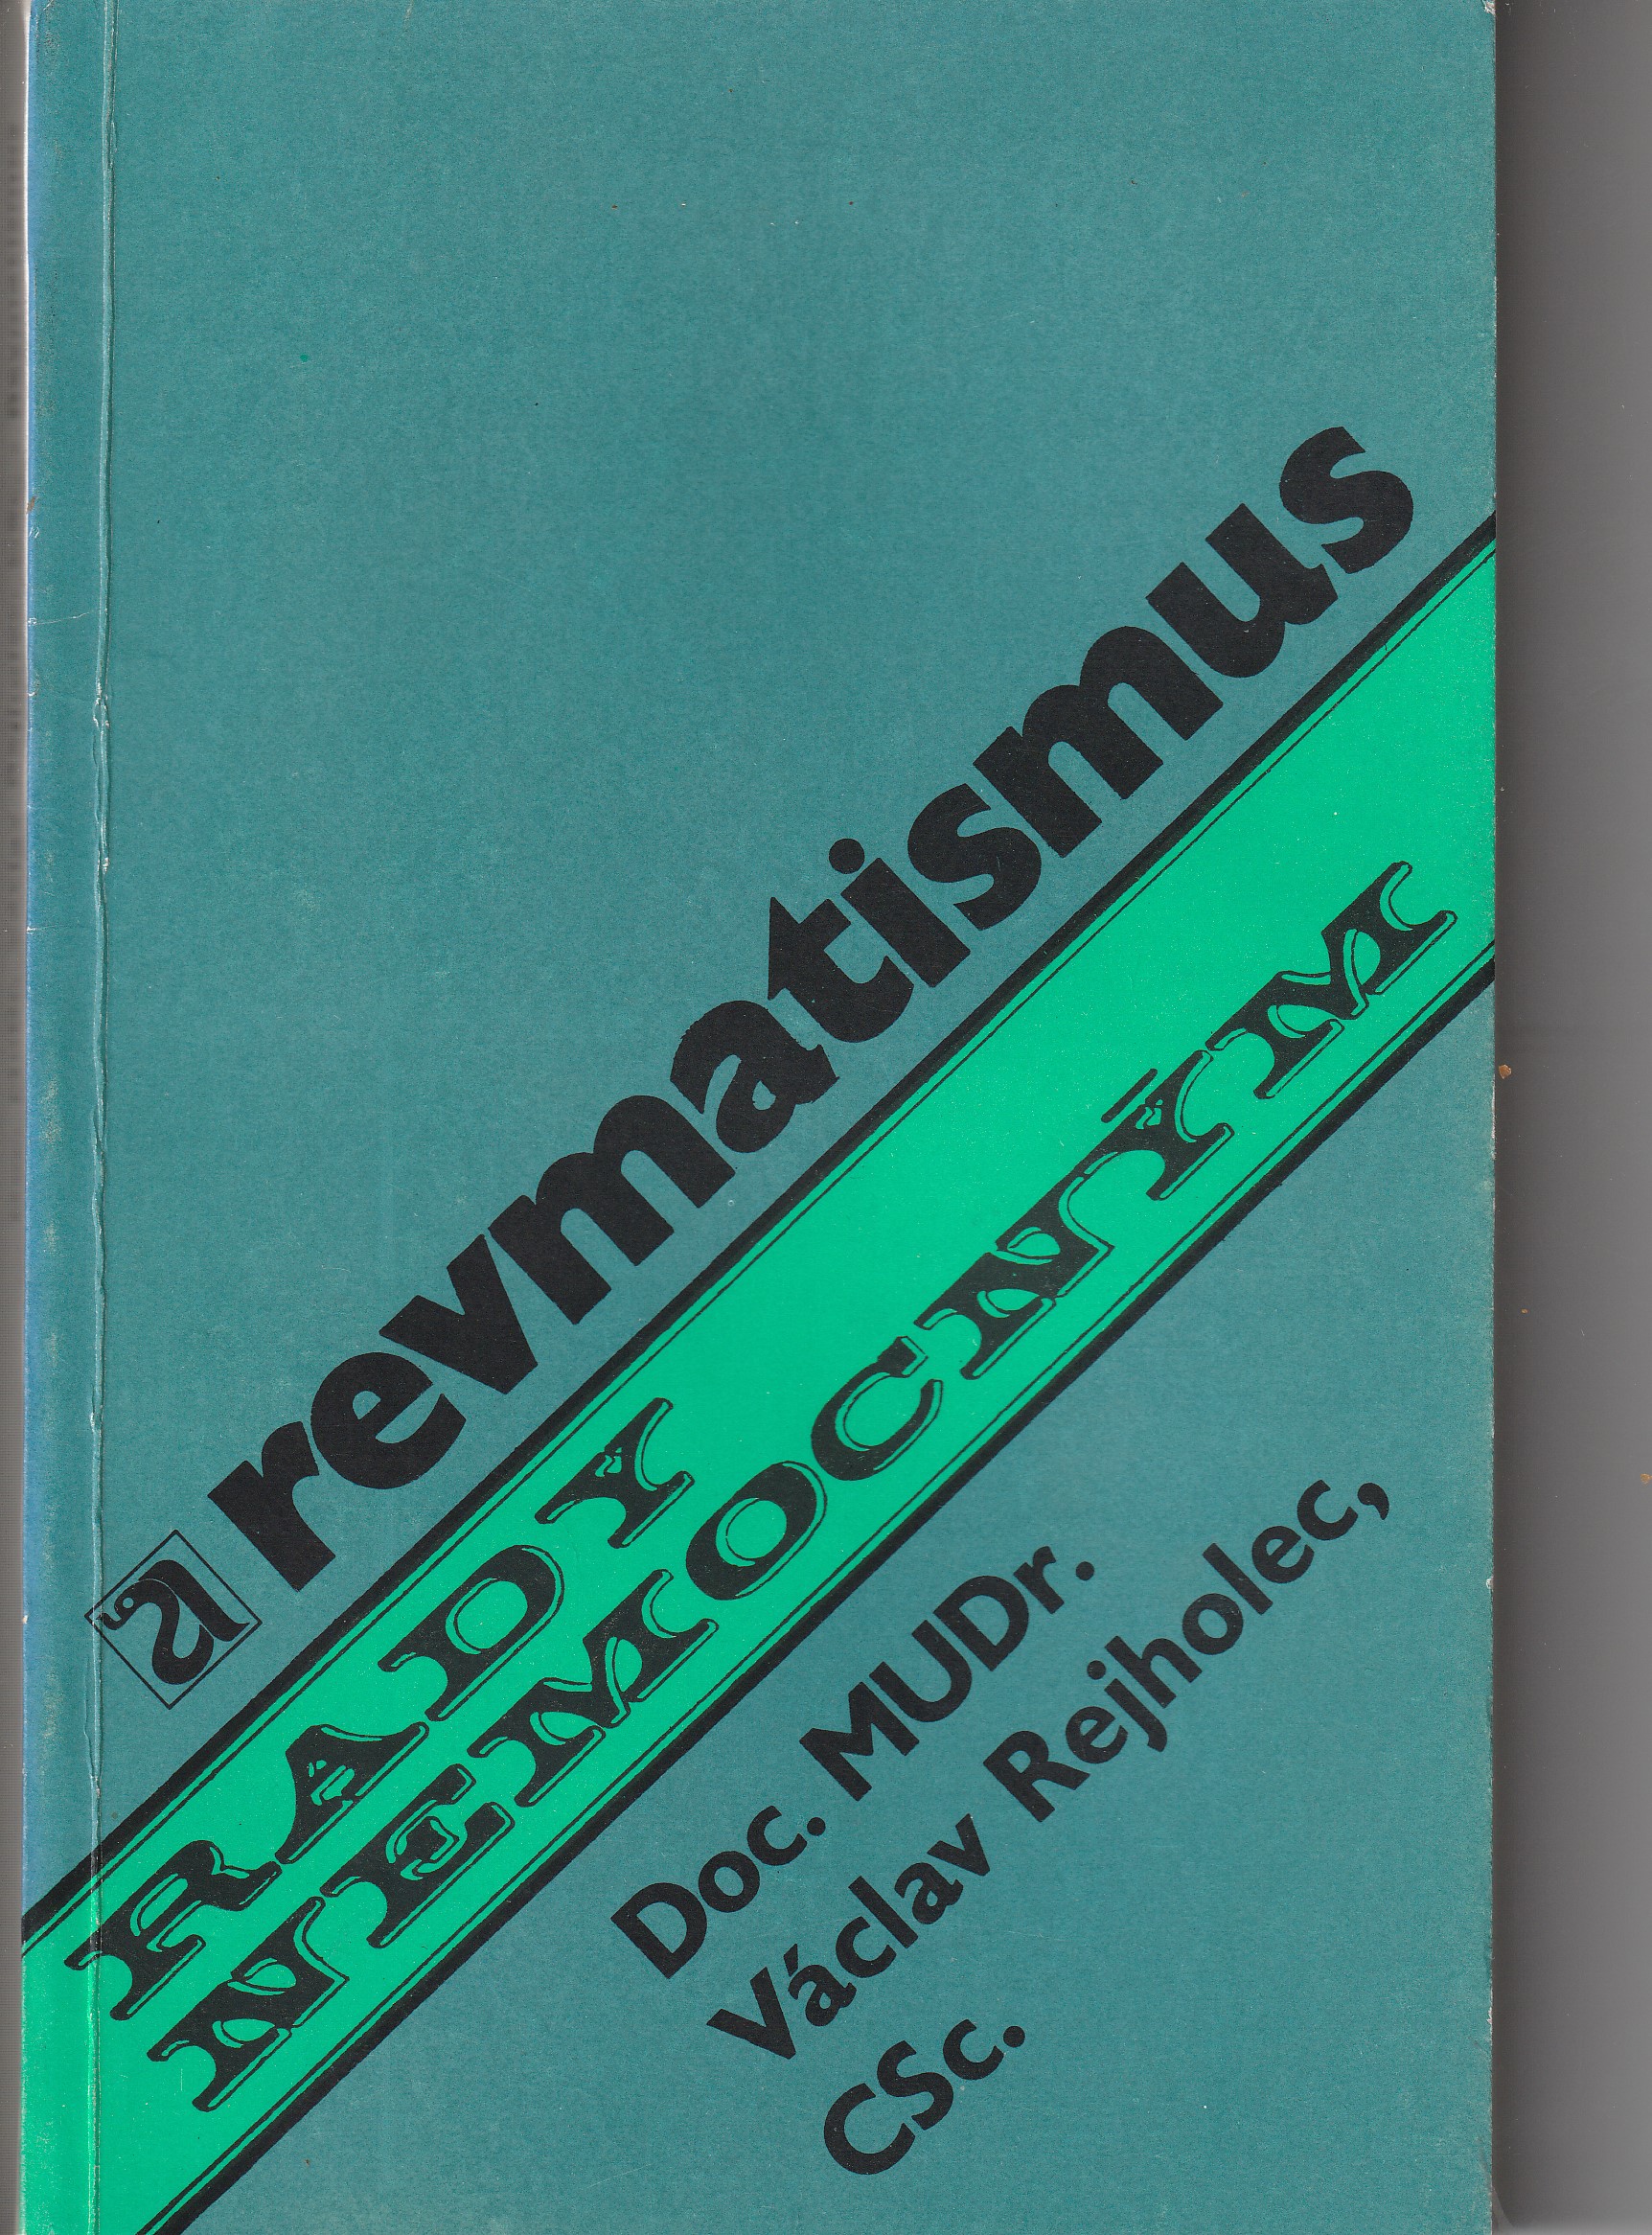 revmatismus
RADY
NEMOCNÝM
Doc. MUDr.
Václav Rejholec,
CSc.